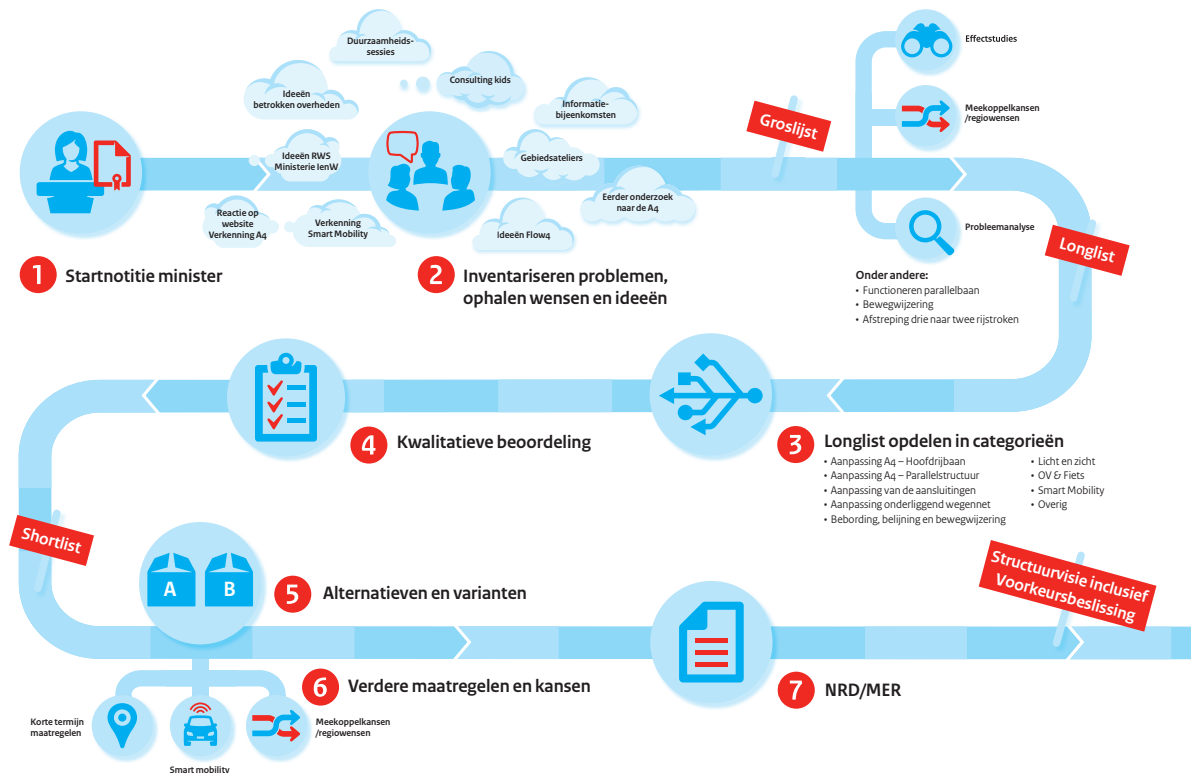 Duurzaamheids-
sessies
Ideeën
betrokken overheden
Consulting kids
Informatie-
bijeenkomsten
Ideeën RWS
Ministerie IenW
Gebiedsateliers
Reactie op
website
Verkenning A4
Verkenning
Smart Mobility
Ideeën Flow4
Eerder onderzoek
naar de A4
1 Startnotitie minister
2 Inventariseren problemen,
ophalen wensen en ideeën
Groslijst
Effectstudies
Meekoppelkansen
/regiowensen
Probleemanalyse
Onder andere:
• Functioneren parallelbaan
• Bewegwijzering
• Afstreping drie naar twee rijstroken
Longlist
3 Longlist opdelen in categorieën
• Aanpassing A4 – Hoofdrijbaan
• Aanpassing A4 – Parallelstructuur
• Aanpassing van de aansluitingen
• Aanpassing onderliggend wegennet
• Bebording, belijning en bewegwijzering
• Licht en zicht
• OV & Fiets
• Smart Mobility
• Overig
4 Kwalitatieve beoordeling
Shortlist
A
B
5 Alternatieven en varianten
6 Verdere maatregelen en kansen
Korte termijn
maatregelen
Smart mobility
Meekoppelkansen
/regiowensen
7 NRD/MER
Structuurvisie inclusief
Voorkeursbeslissing